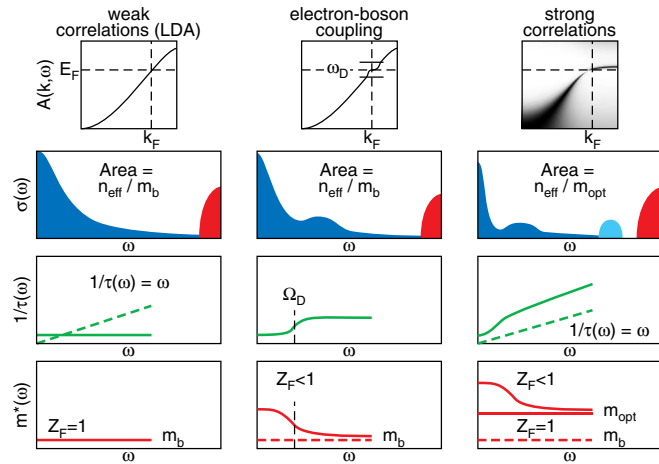 weak
correlations (LDA)
electron-boson
coupling
strong
correlations
A(k,ω)
E_F
k_F
ω_D
k_F
k_F
σ(ω)
Area =
n_eff / m_b
ω
Area =
n_eff / m_b
ω
Area =
n_eff / m_opt
ω
1/τ(ω)
1/τ(ω) = ω
ω
Ω_D
ω
1/τ(ω) = ω
ω
m*(ω)
Z_F=1
m_b
ω
Z_F<1
m_b
ω
Z_F<1
m_opt
Z_F=1
m_b
ω